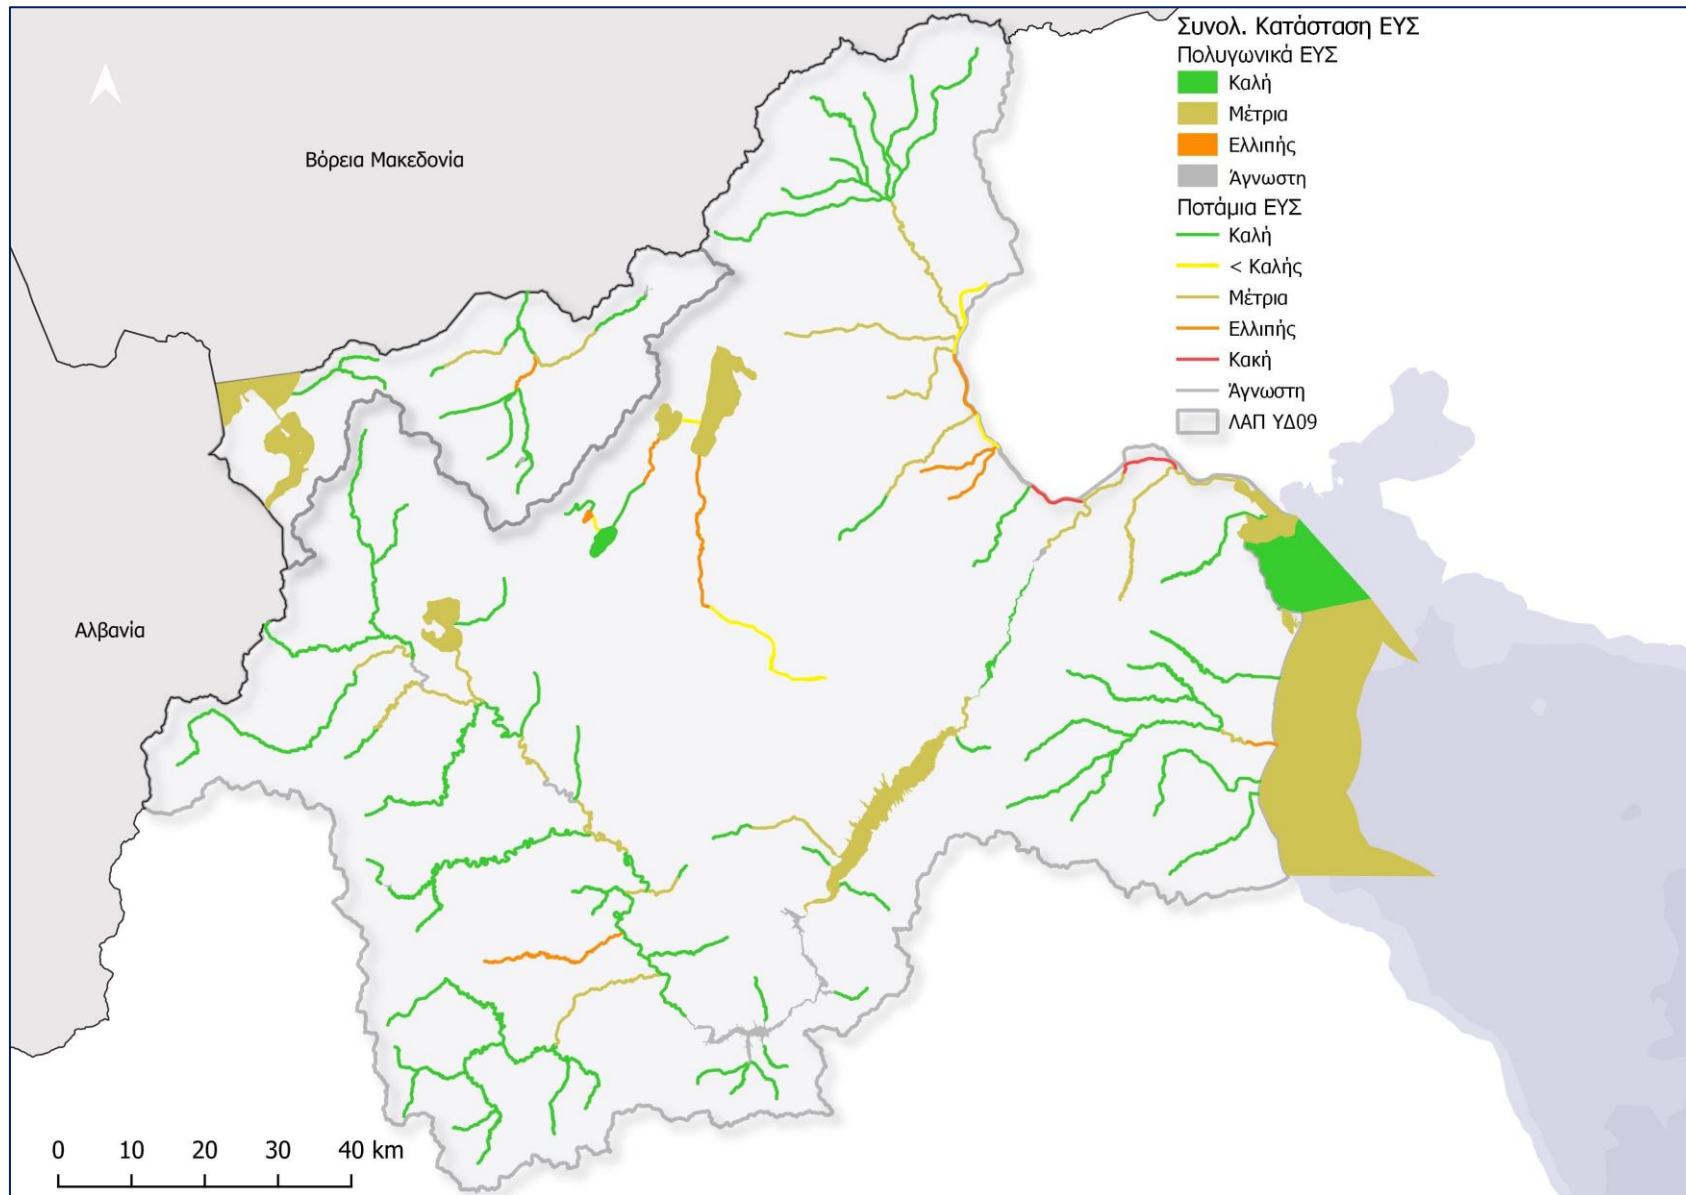 Συνολ. Κατάσταση ΕΥΣ
Πολυγωνικά ΕΥΣ
Καλή
Μέτρια
Ελλιπής
Άγνωστη
Ποτάμια ΕΥΣ
Καλή
< Καλής
Μέτρια
Ελλιπής
Κακή
Άγνωστη
ΛΑΠ ΥΔ09
Βόρεια Μακεδονία
Αλβανία
0 10 20 30 40 km